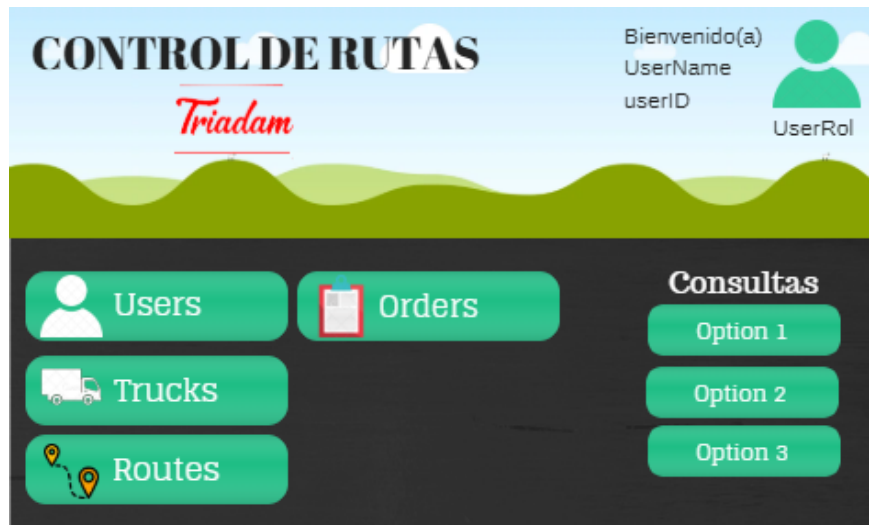 CONTROL DE RUTAS
Triadam
Bienvenido(a)
UserName
userID
UserRol
Users
Orders
Trucks
Routes
Consultas
Option 1
Option 2
Option 3